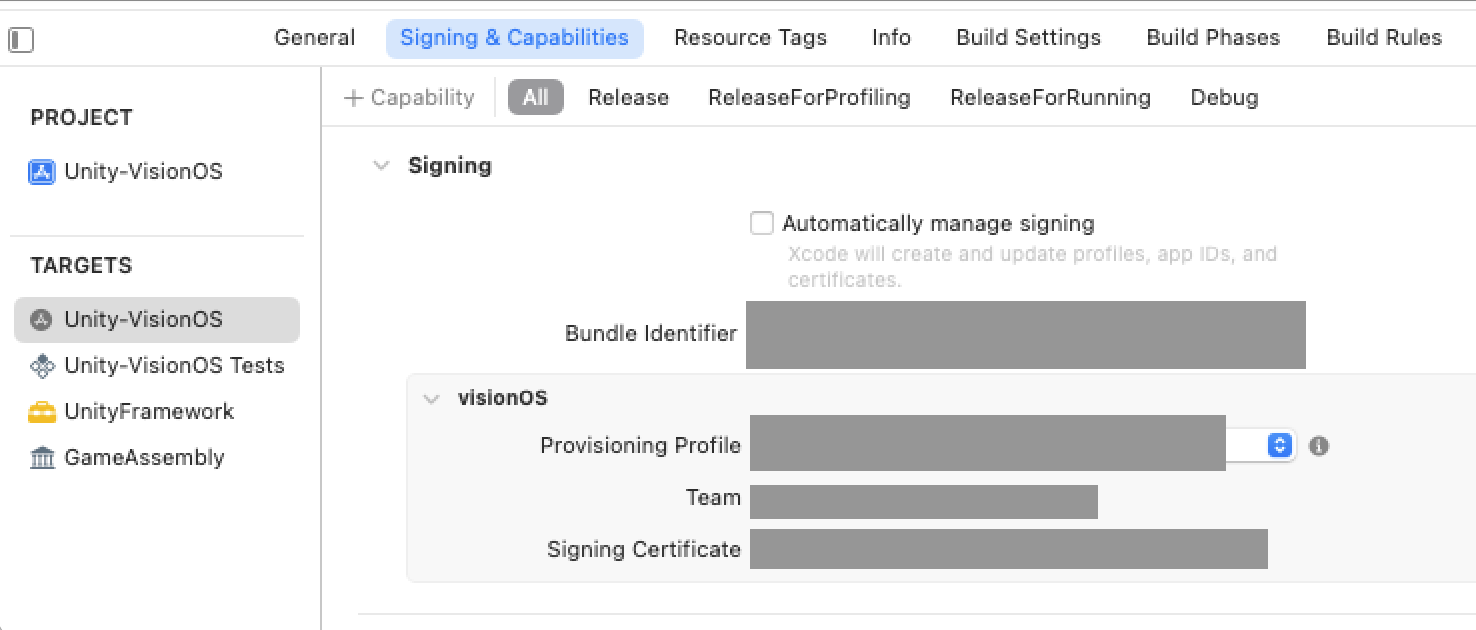 General Signing & Capabilities Resource Tags Info Build Settings Build Phases Build Rules
+ Capability All Release ReleaseForProfiling ReleaseForRunning Debug
PROJECT
Unity-VisionOS
TARGETS
Unity-VisionOS
Unity-VisionOS Tests
UnityFramework
GameAssembly
Signing
Automatically manage signing
Xcode will create and update profiles, app IDs, and
certificates.
Bundle Identifier
visionOS
Provisioning Profile
Team
Signing Certificate